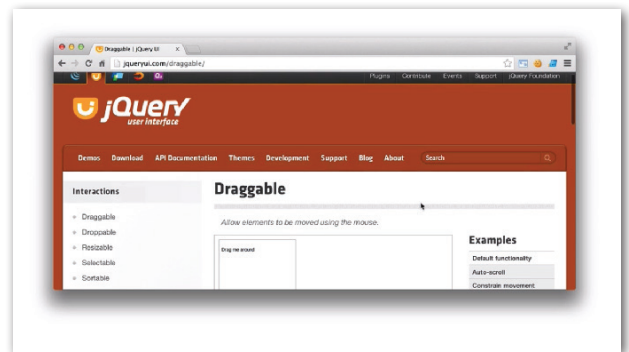 Draggable | jQuery UI
jqueryui.com/draggable/
Plugins Contribute Events Support jQuery Foundation
jQuery
user interface
Demos Download API Documentation Themes Development Support Blog About Search
Interactions
Draggable
Droppable
Resizable
Selectable
Sortable
Draggable
Allow elements to be moved using the mouse.
Drag me around
Examples
Default functionality
Auto-scroll
Constrain movement